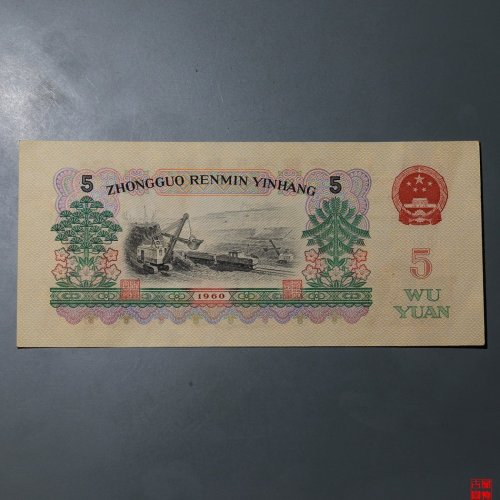 5 ZHONGGUO RENMIN YINHANG 5
1960
5
WU
YUAN